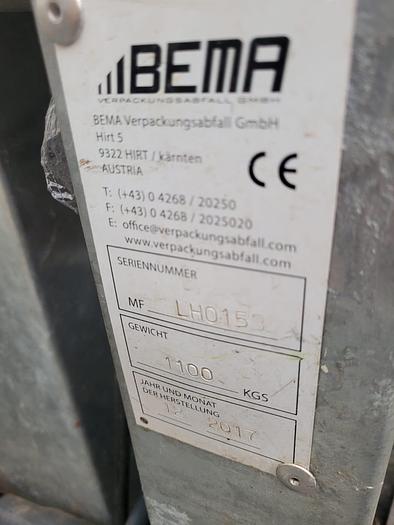 BEMA
VERPACKUNGSABFALL GMBH
BEMA Verpackungsabfall GmbH
Hirt 5
9322 HIRT / kärnten
AUSTRIA
CE
T: (+43) 0 4268 / 20250
F: (+43) 0 4268 / 2025020
E: office@verpackungsabfall.com
www.verpackungsabfall.com
SERIENNUMMER
MF
GEWICHT
1100 KGS
JAHR UND MONAT
DER HERSTELLUNG
2017